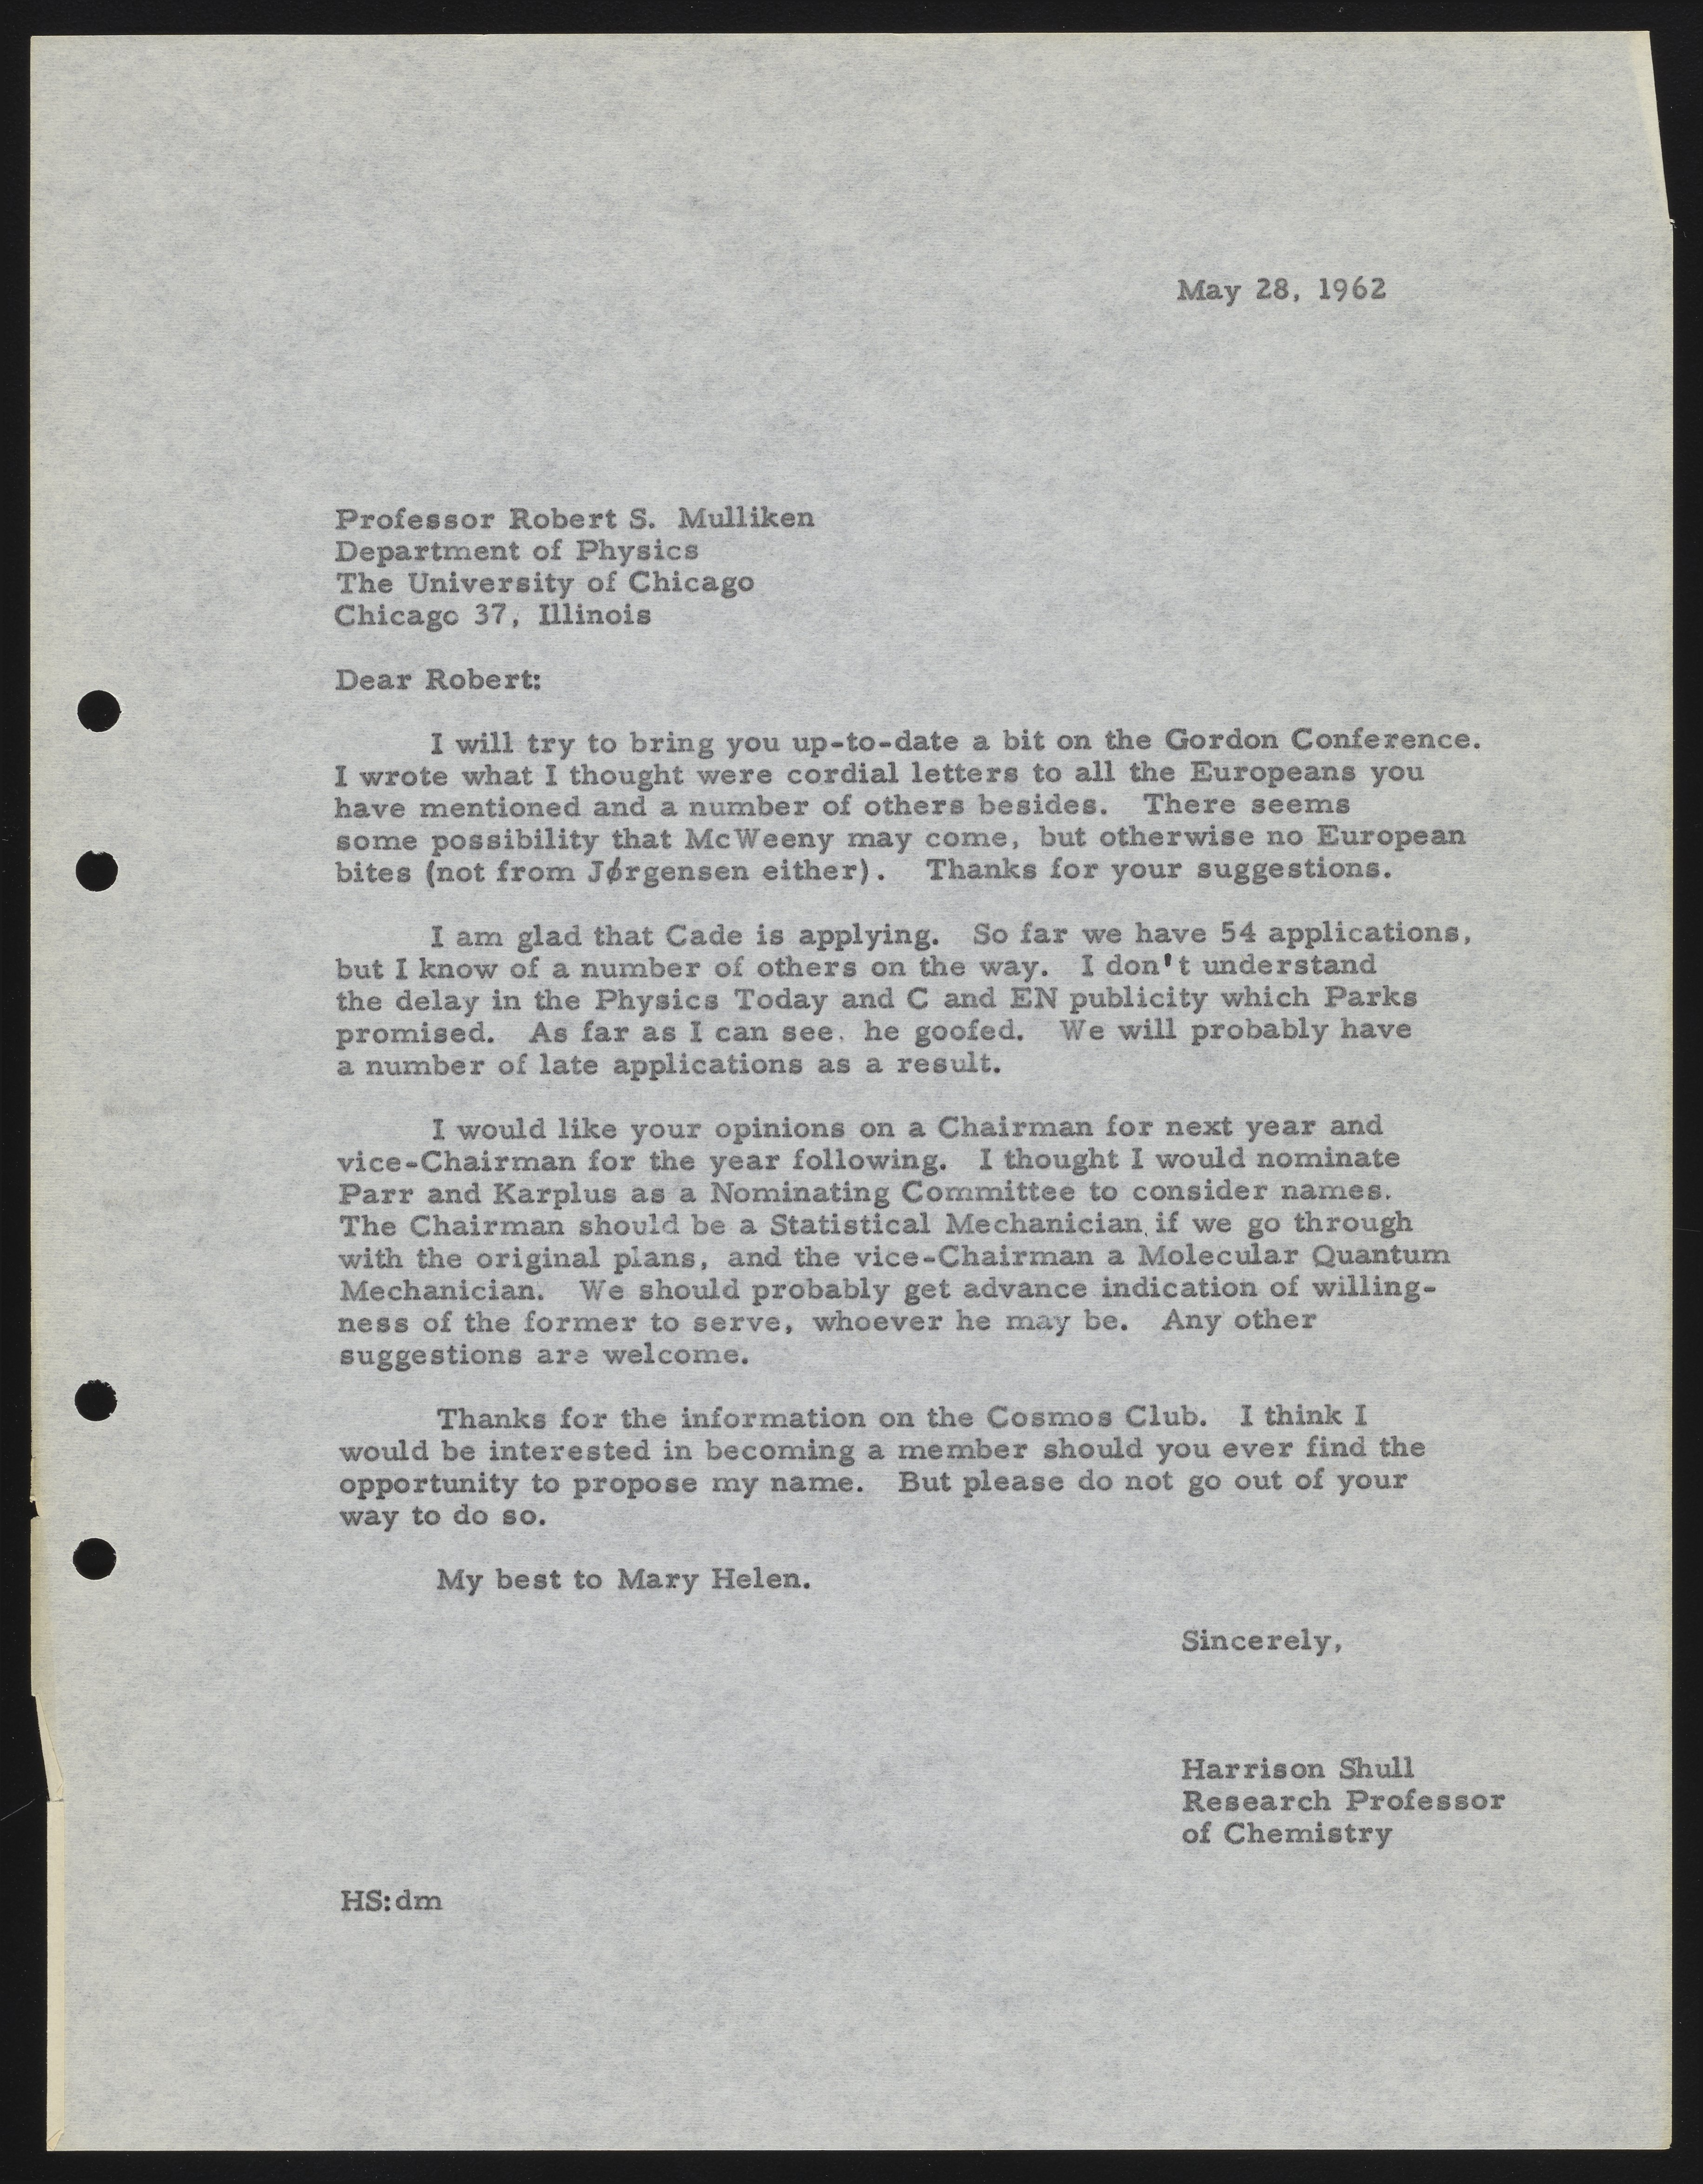 May 28, 1962
Professor Robert S. Mulliken
Department of Physics
The University of Chicago
Chicago 37, Illinois
Dear Robert:
I will try to bring you up-to-date a bit on the Gordon Conference.
I wrote what I thought were cordial letters to all the Europeans you
have mentioned and a number of others besides. There seems
some possibility that McWeeny may come, but otherwise no European
bites (not from Jørgensen either). Thanks for your suggestions.
I am glad that Cade is applying. So far we have 54 applications,
but I know of a number of others on the way. I don't understand
the delay in the Physics Today and C and EN publicity which Parks
promised. As far as I can see, he goofed. We will probably have
a number of late applications as a result.
I would like your opinions on a Chairman for next year and
vice-Chairman for the year following. I thought I would nominate
Parr and Karplus as a Nominating Committee to consider names.
The Chairman should be a Statistical Mechanician, if we go through
with the original plans, and the vice-Chairman a Molecular Quantum
Mechanician. We should probably get advance indication of willing-
ness of the former to serve, whoever he may be. Any other
suggestions are welcome.
Thanks for the information on the Cosmos Club. I think I
would be interested in becoming a member should you ever find the
opportunity to propose my name. But please do not go out of your
way to do so.
My best to Mary Helen.
Sincerely,
Harrison Shull
Research Professor
of Chemistry
HS:dm